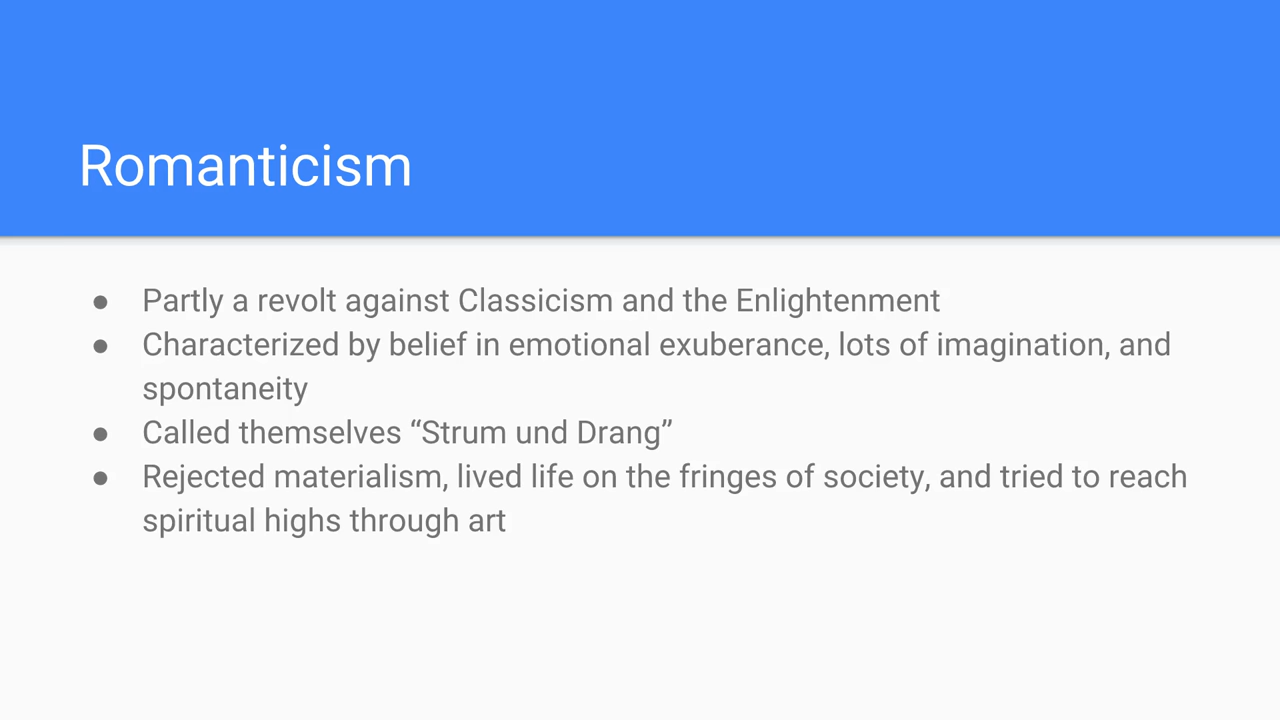 Romanticism
● Partly a revolt against Classicism and the Enlightenment
● Characterized by belief in emotional exuberance, lots of imagination, and
spontaneity
● Called themselves “Strum und Drang”
● Rejected materialism, lived life on the fringes of society, and tried to reach
spiritual highs through art